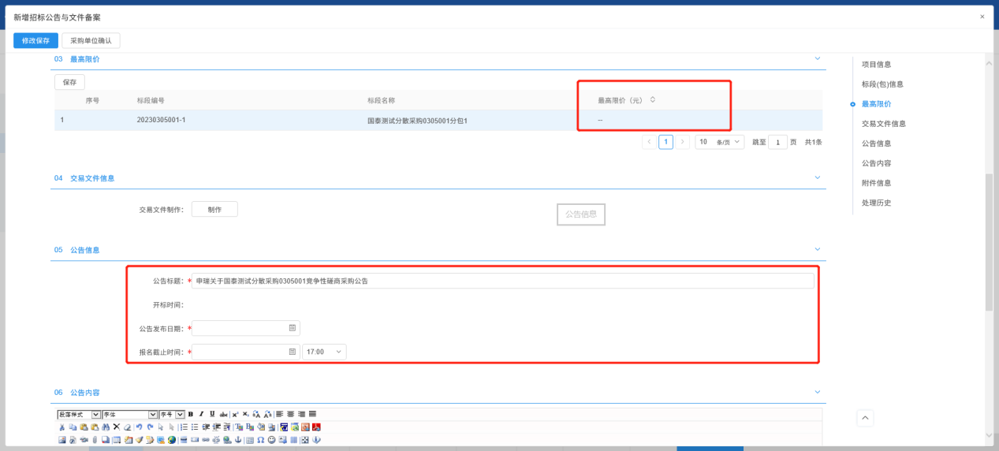 新增招标公告与文件备案 ×
修改保存 采购单位确认
03 最高限价
保存
序号 标段编号 标段名称 最高限价（元）
1 20230305001-1 国泰测试分散采购0305001分包1 --
1 10 条/页 跳至 1 页 共1条
04 交易文件信息
交易文件制作： 制作
公告信息
05 公告信息
公告标题： * 申瑞关于国泰测试分散采购0305001竞争性磋商采购公告
开标时间：
公告发布日期： *
报名截止时间： * 17:00
06 公告内容
段落样式 字体 字号
项目信息
标段(包)信息
最高限价
交易文件信息
公告信息
公告内容
附件信息
处理历史